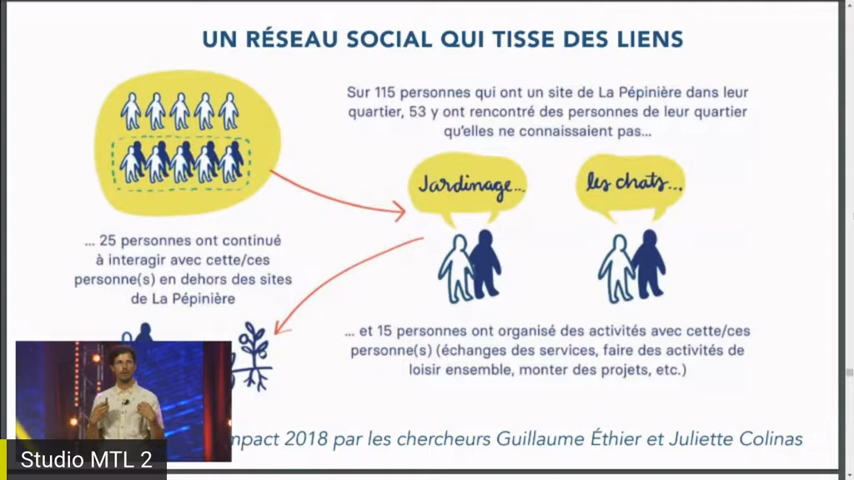 UN RÉSEAU SOCIAL QUI TISSE DES LIENS
Sur 115 personnes qui ont un site de La Pépinière dans leur
quartier, 53 y ont rencontré des personnes de leur quartier
qu'elles ne connaissaient pas...
Jardinage...
les chats...
... 25 personnes ont continué
à interagir avec cette/ces
personne(s) en dehors des sites
de La Pépinière
... et 15 personnes ont organisé des activités avec cette/ces
personne(s) (échanges des services, faire des activités de
loisir ensemble, monter des projets, etc.)
2018 par les chercheurs Guillaume Éthier et Juliette Colinas
Studio MTL 2